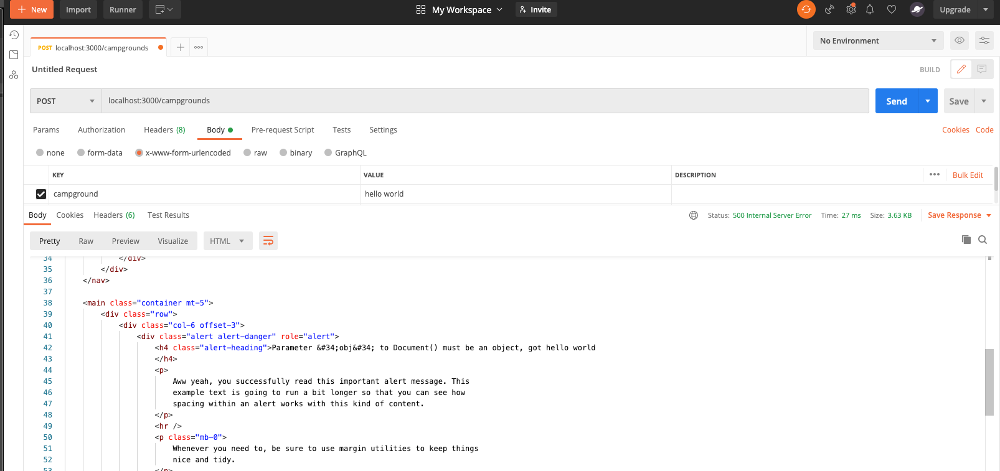 New
Import
Runner
My Workspace
Invite
Upgrade
POST localhost:3000/campgrounds
No Environment
Untitled Request
BUILD
POST
localhost:3000/campgrounds
Send
Save
Params
Authorization
Headers (8)
Body
Pre-request Script
Tests
Settings
Cookies
Code
none
form-data
x-www-form-urlencoded
raw
binary
GraphQL
KEY
VALUE
DESCRIPTION
Bulk Edit
campground
hello world
Body
Cookies
Headers (6)
Test Results
Status: 500 Internal Server Error
Time: 27 ms
Size: 3.63 KB
Save Response
Pretty
Raw
Preview
Visualize
HTML
34 </div>
35 </div>
36 </nav>
37
38 <main class="container mt-5">
39 <div class="row">
40 <div class="col-6 offset-3">
41 <div class="alert alert-danger" role="alert">
42 <h4 class="alert-heading">Parameter &#34;obj&#34; to Document() must be an object, got hello world
43 </h4>
44 <p>
45 Aww yeah, you successfully read this important alert message. This
46 example text is going to run a bit longer so that you can see how
47 spacing within an alert works with this kind of content.
48 </p>
49 <hr />
50 <p class="mb-0">
51 Whenever you need to, be sure to use margin utilities to keep things
52 nice and tidy.
53 </p>